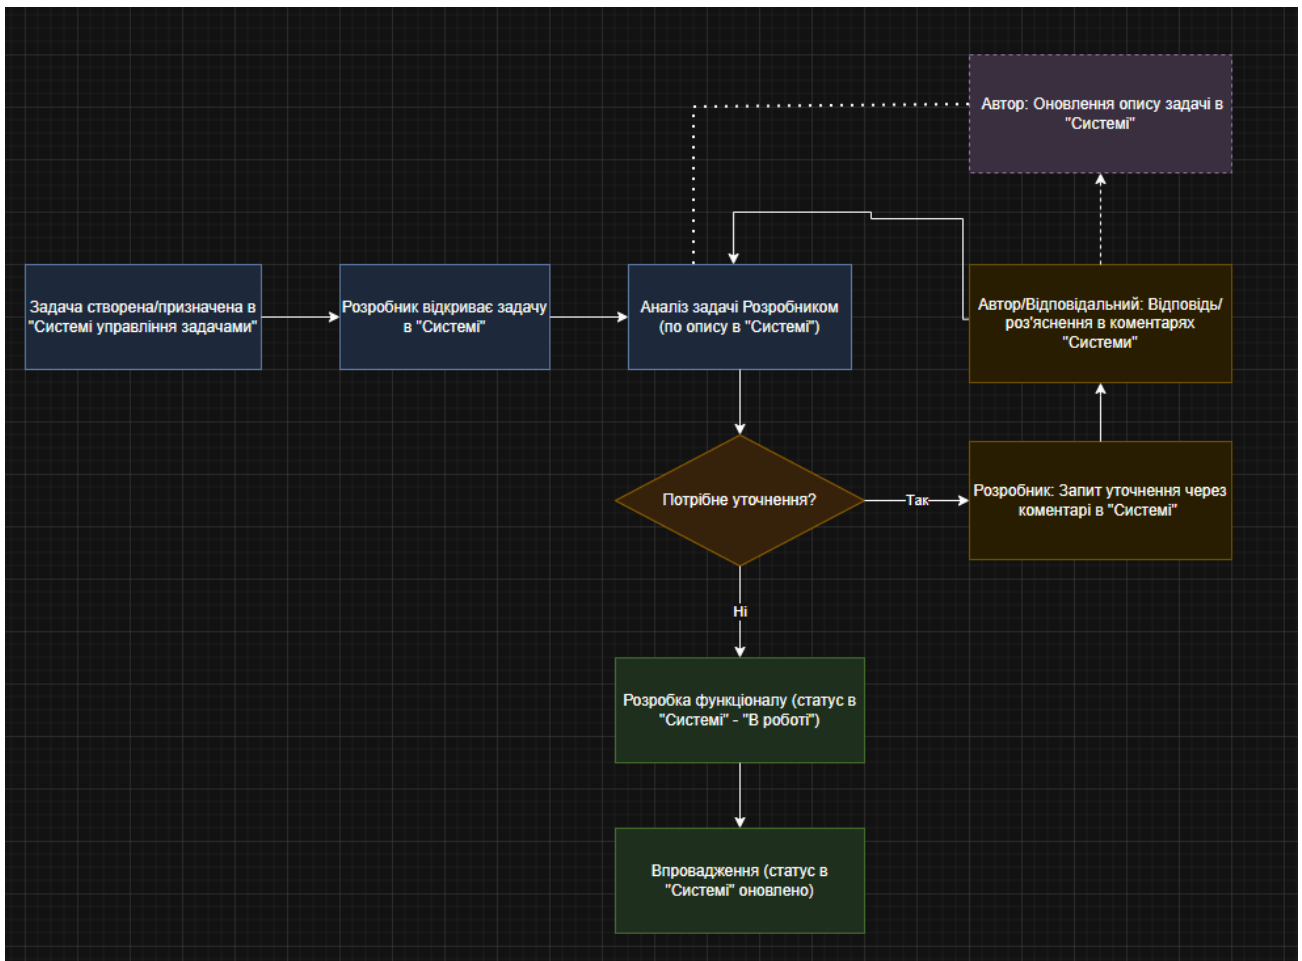 Автор: Оновлення опису задачі в
"Системі"
Задача створена/призначена в
"Системі управління задачами"
Розробник відкриває задачу
в "Системі"
Аналіз задачі Розробником
(по опису в "Системі")
Автор/Відповідальний: Відповідь/
роз'яснення в коментарях
"Системи"
Потрібне уточнення?
Так
Розробник: Запит уточнення через
коментарі в "Системі"
Ні
Розробка функціоналу (статус в
"Системі" - "В роботі")
Впровадження (статус в
"Системі" оновлено)